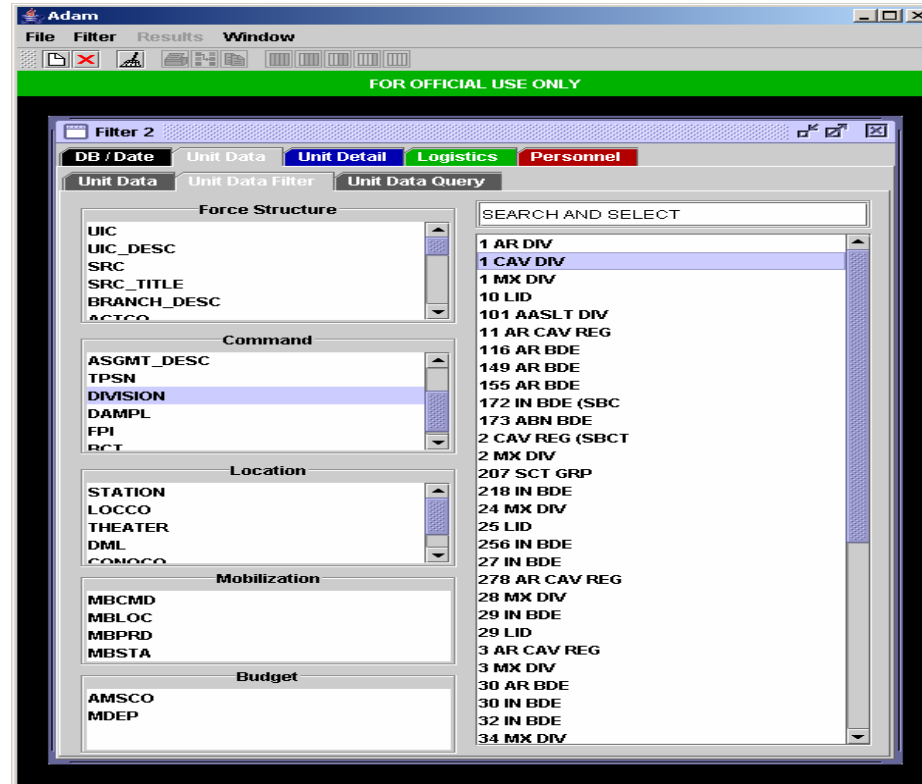 Adam
File Filter Results Window
FOR OFFICIAL USE ONLY
Filter 2
DB / Date Unit Data Unit Detail Logistics Personnel
Unit Data Unit Data Filter Unit Data Query
Force Structure
UIC
UIC_DESC
SRC
SRC_TITLE
BRANCH_DESC
ACTCO
Command
ASGMT_DESC
TPSN
DIVISION
DAMPL
FPI
Location
STATION
LOCCO
THEATER
DML
CONOCO
Mobilization
MBCMD
MBLOC
MBPRD
MBSTA
Budget
AMSCO
MDEP
SEARCH AND SELECT
1 AR DIV
1 CAV DIV
1 MX DIV
10 LID
101 AASLT DIV
11 AR CAV REG
116 AR BDE
149 AR BDE
155 AR BDE
172 IN BDE (SBC
173 ABN BDE
2 CAV REG (SBCT
2 MX DIV
207 SCT GRP
218 IN BDE
24 MX DIV
25 LID
256 IN BDE
27 IN BDE
278 AR CAV REG
28 MX DIV
29 IN BDE
29 LID
3 AR CAV REG
3 MX DIV
30 AR BDE
30 IN BDE
32 IN BDE
34 MX DIV